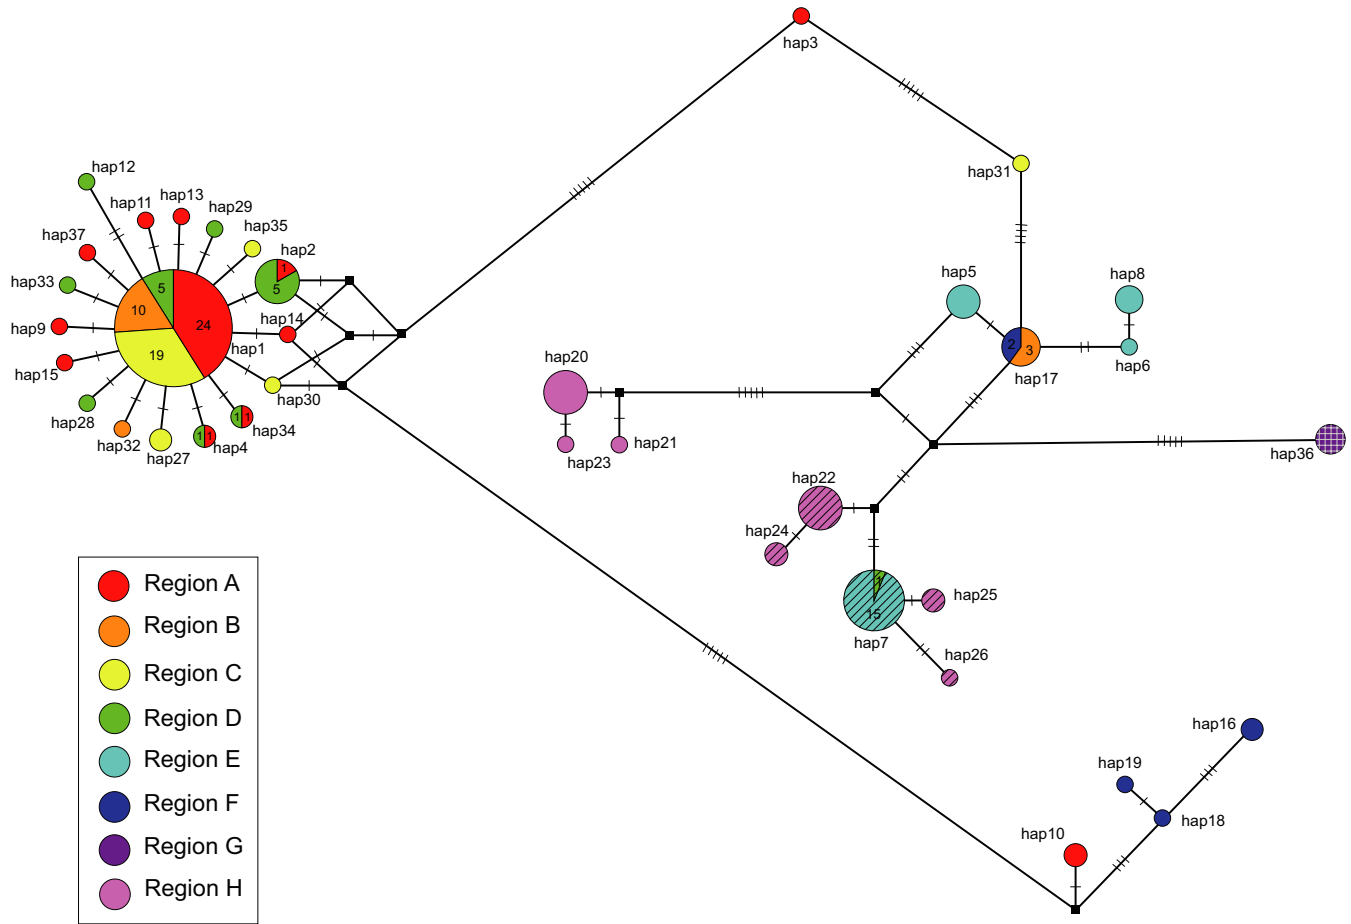 hap3
hap12
hap11
hap13
hap29
hap35
hap37
hap2
hap33
hap9
hap15
hap14
hap1
hap28
hap32
hap27
hap4
hap34
hap30
5
10
24
19
1
5
1 1
1 1
hap31
hap5
hap8
2
3
hap17
hap6
hap20
hap23
hap21
hap36
hap22
hap24
1
15
hap7
hap25
hap26
hap16
hap19
hap18
hap10
Region A
Region B
Region C
Region D
Region E
Region F
Region G
Region H